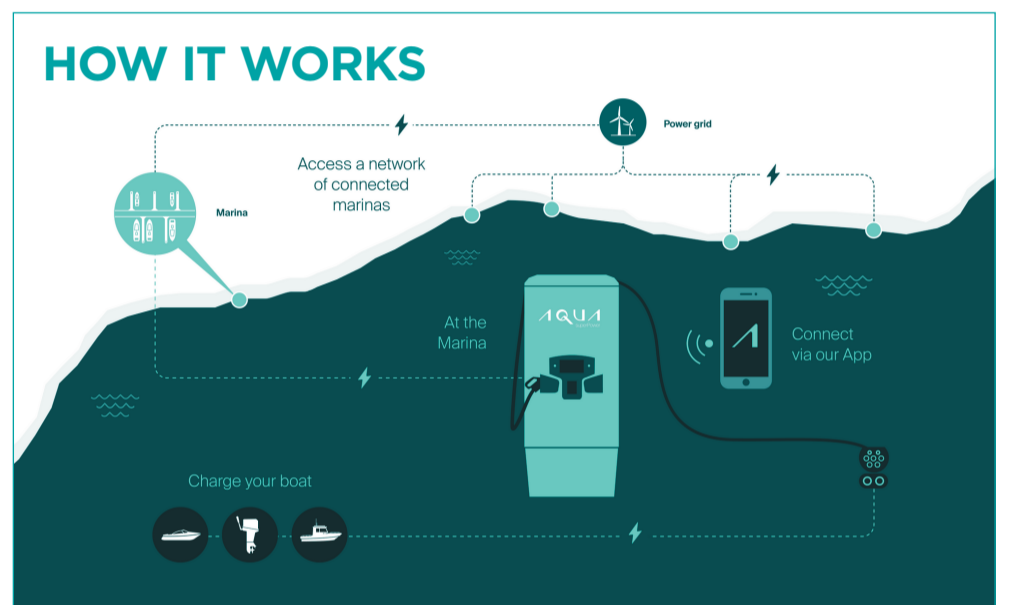 HOW IT WORKS
Power grid
Access a network
of connected
marinas
Marina
At the
Marina
AQUA
Connect
via our App
Charge your boat